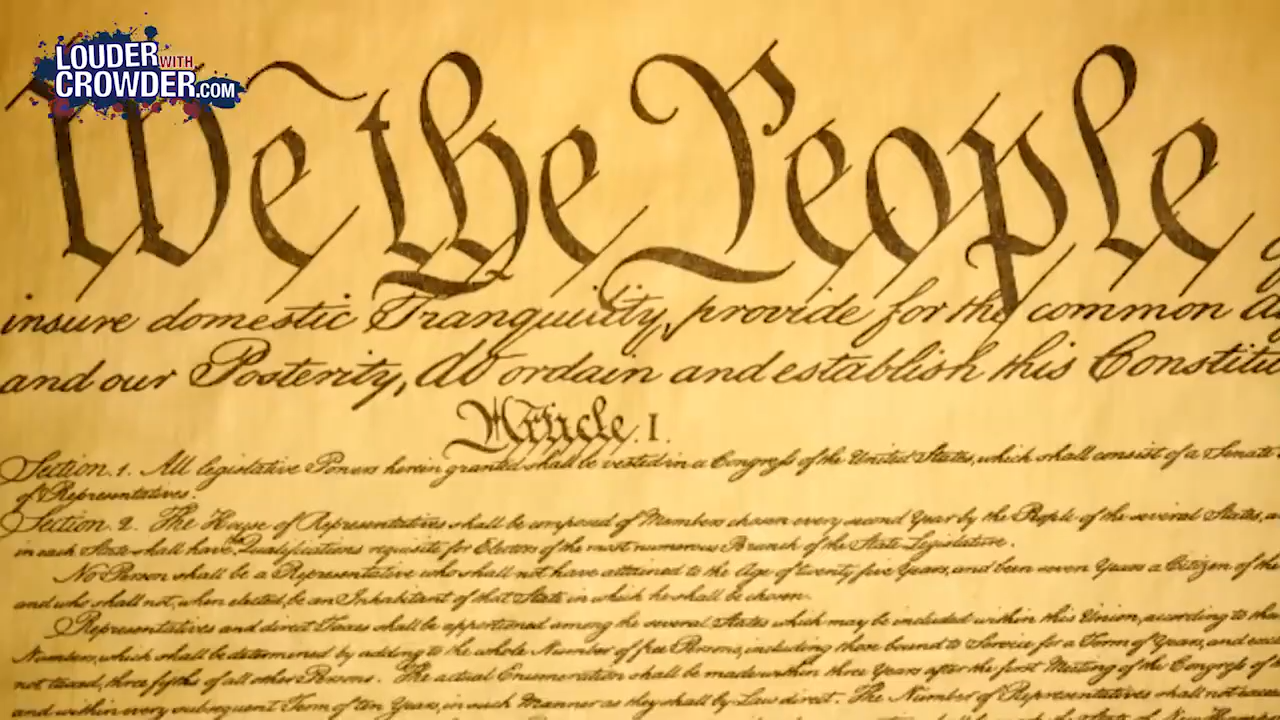 LOUDER WITH
CROWDER.COM
We the People
insure domestic Tranquility, provide for the common
and our Posterity, do ordain and establish this Constitu
Article. I.
Section. 1. All legislative Powers herein granted shall be vested in a Congress of the United States, which shall consist of a Senate
of Representatives.
Section. 2. The House of Representatives shall be composed of Members chosen every second Year by the People of the several States,
in each State shall have the Qualifications requisite for Electors of the most numerous Branch of the State Legislature.
No Person shall be a Representative who shall not have attained to the Age of twenty five Years, and been seven Years a Citizen of the
and who shall not, when elected, be an Inhabitant of that State in which he shall be chosen.
Representatives and direct Taxes shall be apportioned among the several States which may be included within this Union, according to
Numbers, which shall be determined by adding to the whole Number of free Persons, including those bound to Service for a Term of Years, and
not taxed, three fifths of all other Persons. The actual Enumeration shall be made within three Years after the first Meeting of the Congress of
and within every subsequent Term of ten Years, in such Manner as they shall by Law direct. The Number of Representatives shall not